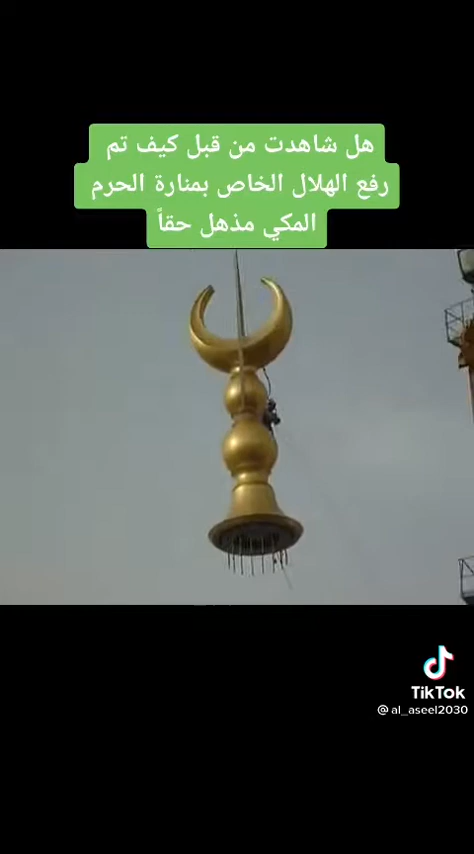 هل شاهدت من قبل كيف تم
رفع الهلال الخاص بمنارة الحرم
المكي مذهل حقاً
TikTok
@al_aseel2030